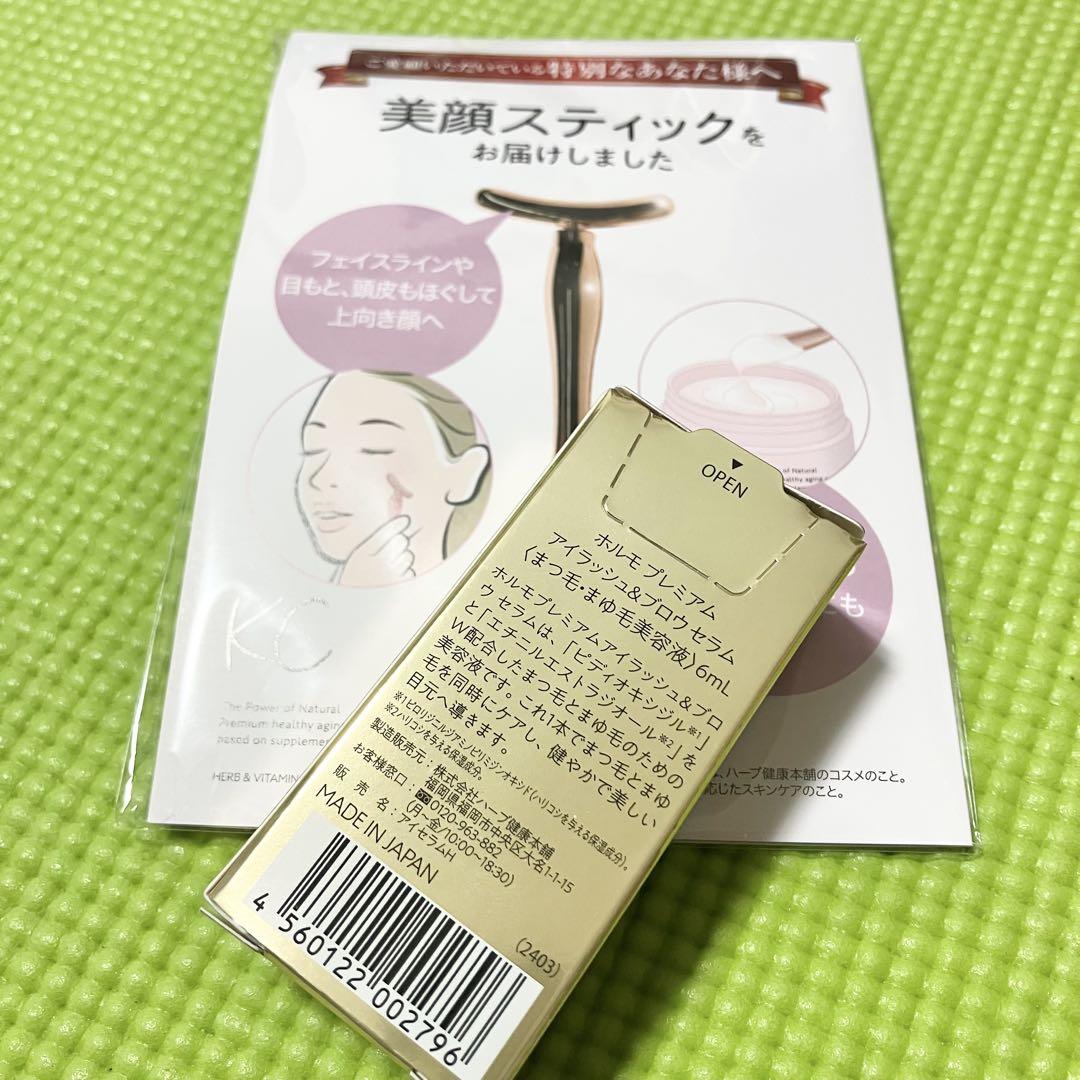 ご愛顧いただいている特別なあなた様へ
美顔スティックを
お届けしました
フェイスラインや
目もと、頭皮もほぐして
上向き顔へ
KC
The Power of Natural
Premium healthy aging
based on supplement
HERB & VITAMIN
of Natural
healthy aging
も
、ハーブ健康本舗のコスメのこと。
応じたスキンケアのこと。
OPEN
ホルモ プレミアム
アイラッシュ&ブロウ セラム
〈まつ毛・まゆ毛美容液〉6mL
ホルモプレミアムアイラッシュ&ブロ
ウ セラムは、「ピディオキシジル※1」
と「エチニルエストラジオール※2」を
W配合したまつ毛とまゆ毛のための
美容液です。これ1本でまつ毛とまゆ
毛を同時にケアし、健やかで美しい
目元へ導きます。
※1ピロリジニルジアミノピリミジンオキシド(ハリコシを与える保湿成分)。
※2ハリコシを与える保湿成分。
製造販売元：株式会社ハーブ健康本舗
福岡県福岡市中央区大名1-1-15
お客様窓口：0120-963-882
(月～金/10:00~18:30)
販売名：アイセラムH
MADE IN JAPAN
(2403)
4 560122 002796